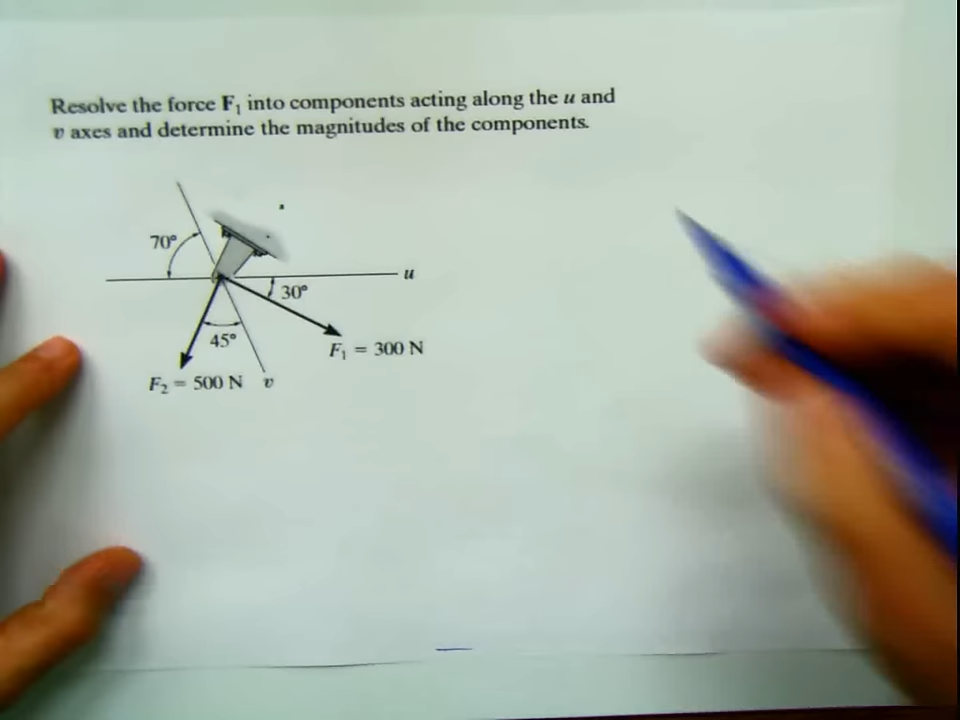 Resolve the force F₁ into components acting along the u and
v axes and determine the magnitudes of the components.
70°
u
30°
45°
F₁ = 300 N
F₂ = 500 N
v